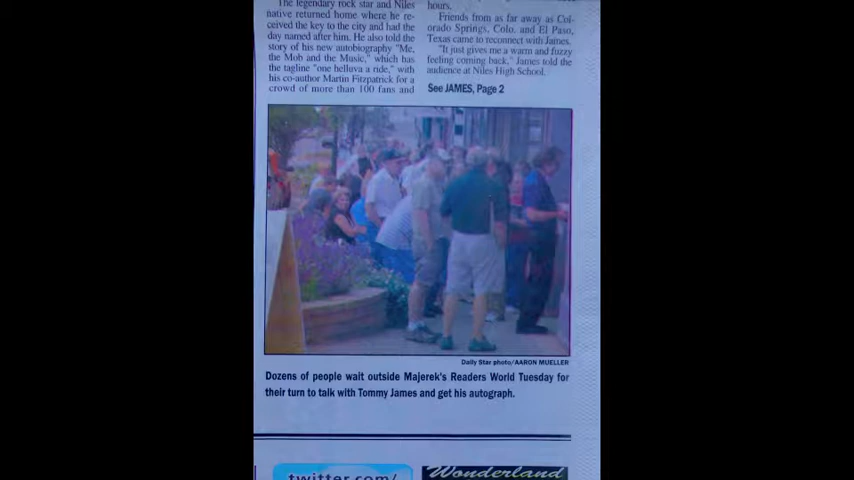 The legendary rock star and Niles
native returned home where he re-
ceived the key to the city and had the
day named after him. He also told the
story of his new autobiography "Me,
the Mob and the Music," which has
the tagline "one helluva a ride," with
his co-author Martin Fitzpatrick for a
crowd of more than 100 fans and
hours.
Friends from as far away as Col-
orado Springs, Colo. and El Paso,
Texas came to reconnect with James.
"It just gives me a warm and fuzzy
feeling coming back," James told the
audience at Niles High School.
See JAMES, Page 2
Daily Star photo/AARON MUELLER
Dozens of people wait outside Majerek's Readers World Tuesday for
their turn to talk with Tommy James and get his autograph.
twitter.com/
Wonderland